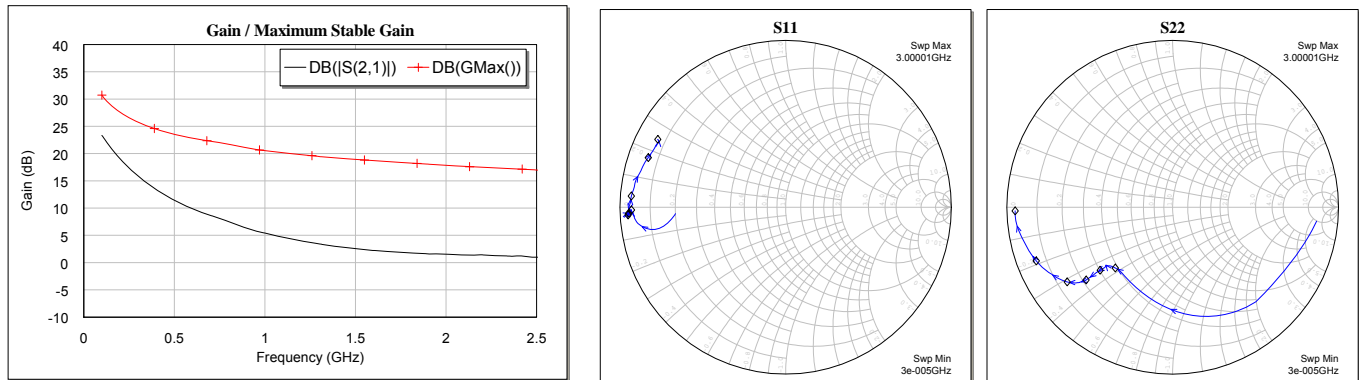 Gain / Maximum Stable Gain
DB(|S(2,1)|) DB(GMax())
40
35
30
25
20
15
10
5
0
-5
-10
Gain (dB)
0 0.5 1 1.5 2 2.5
Frequency (GHz)
S11
Swp Max
3.00001GHz
Swp Min
3e-005GHz
S22
Swp Max
3.00001GHz
Swp Min
3e-005GHz